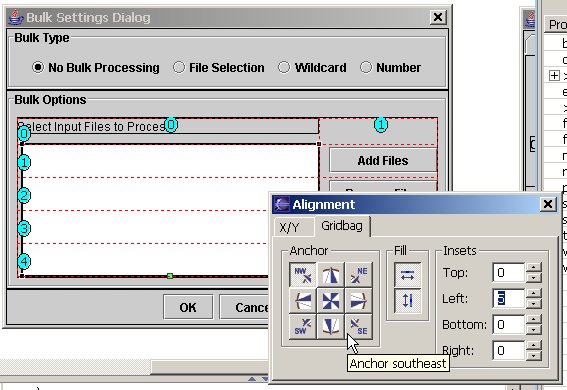 Bulk Settings Dialog
Bulk Type
No Bulk Processing File Selection Wildcard Number
Bulk Options
Select Input Files to Proces
0 1
0
1
2
3
4
Add Files
Alignment
X/Y Gridbag
Anchor Fill Insets
NW NE
SW SE
Top: 0
Left: 5
Bottom: 0
Right: 0
OK Cance
Anchor southeast
Pro